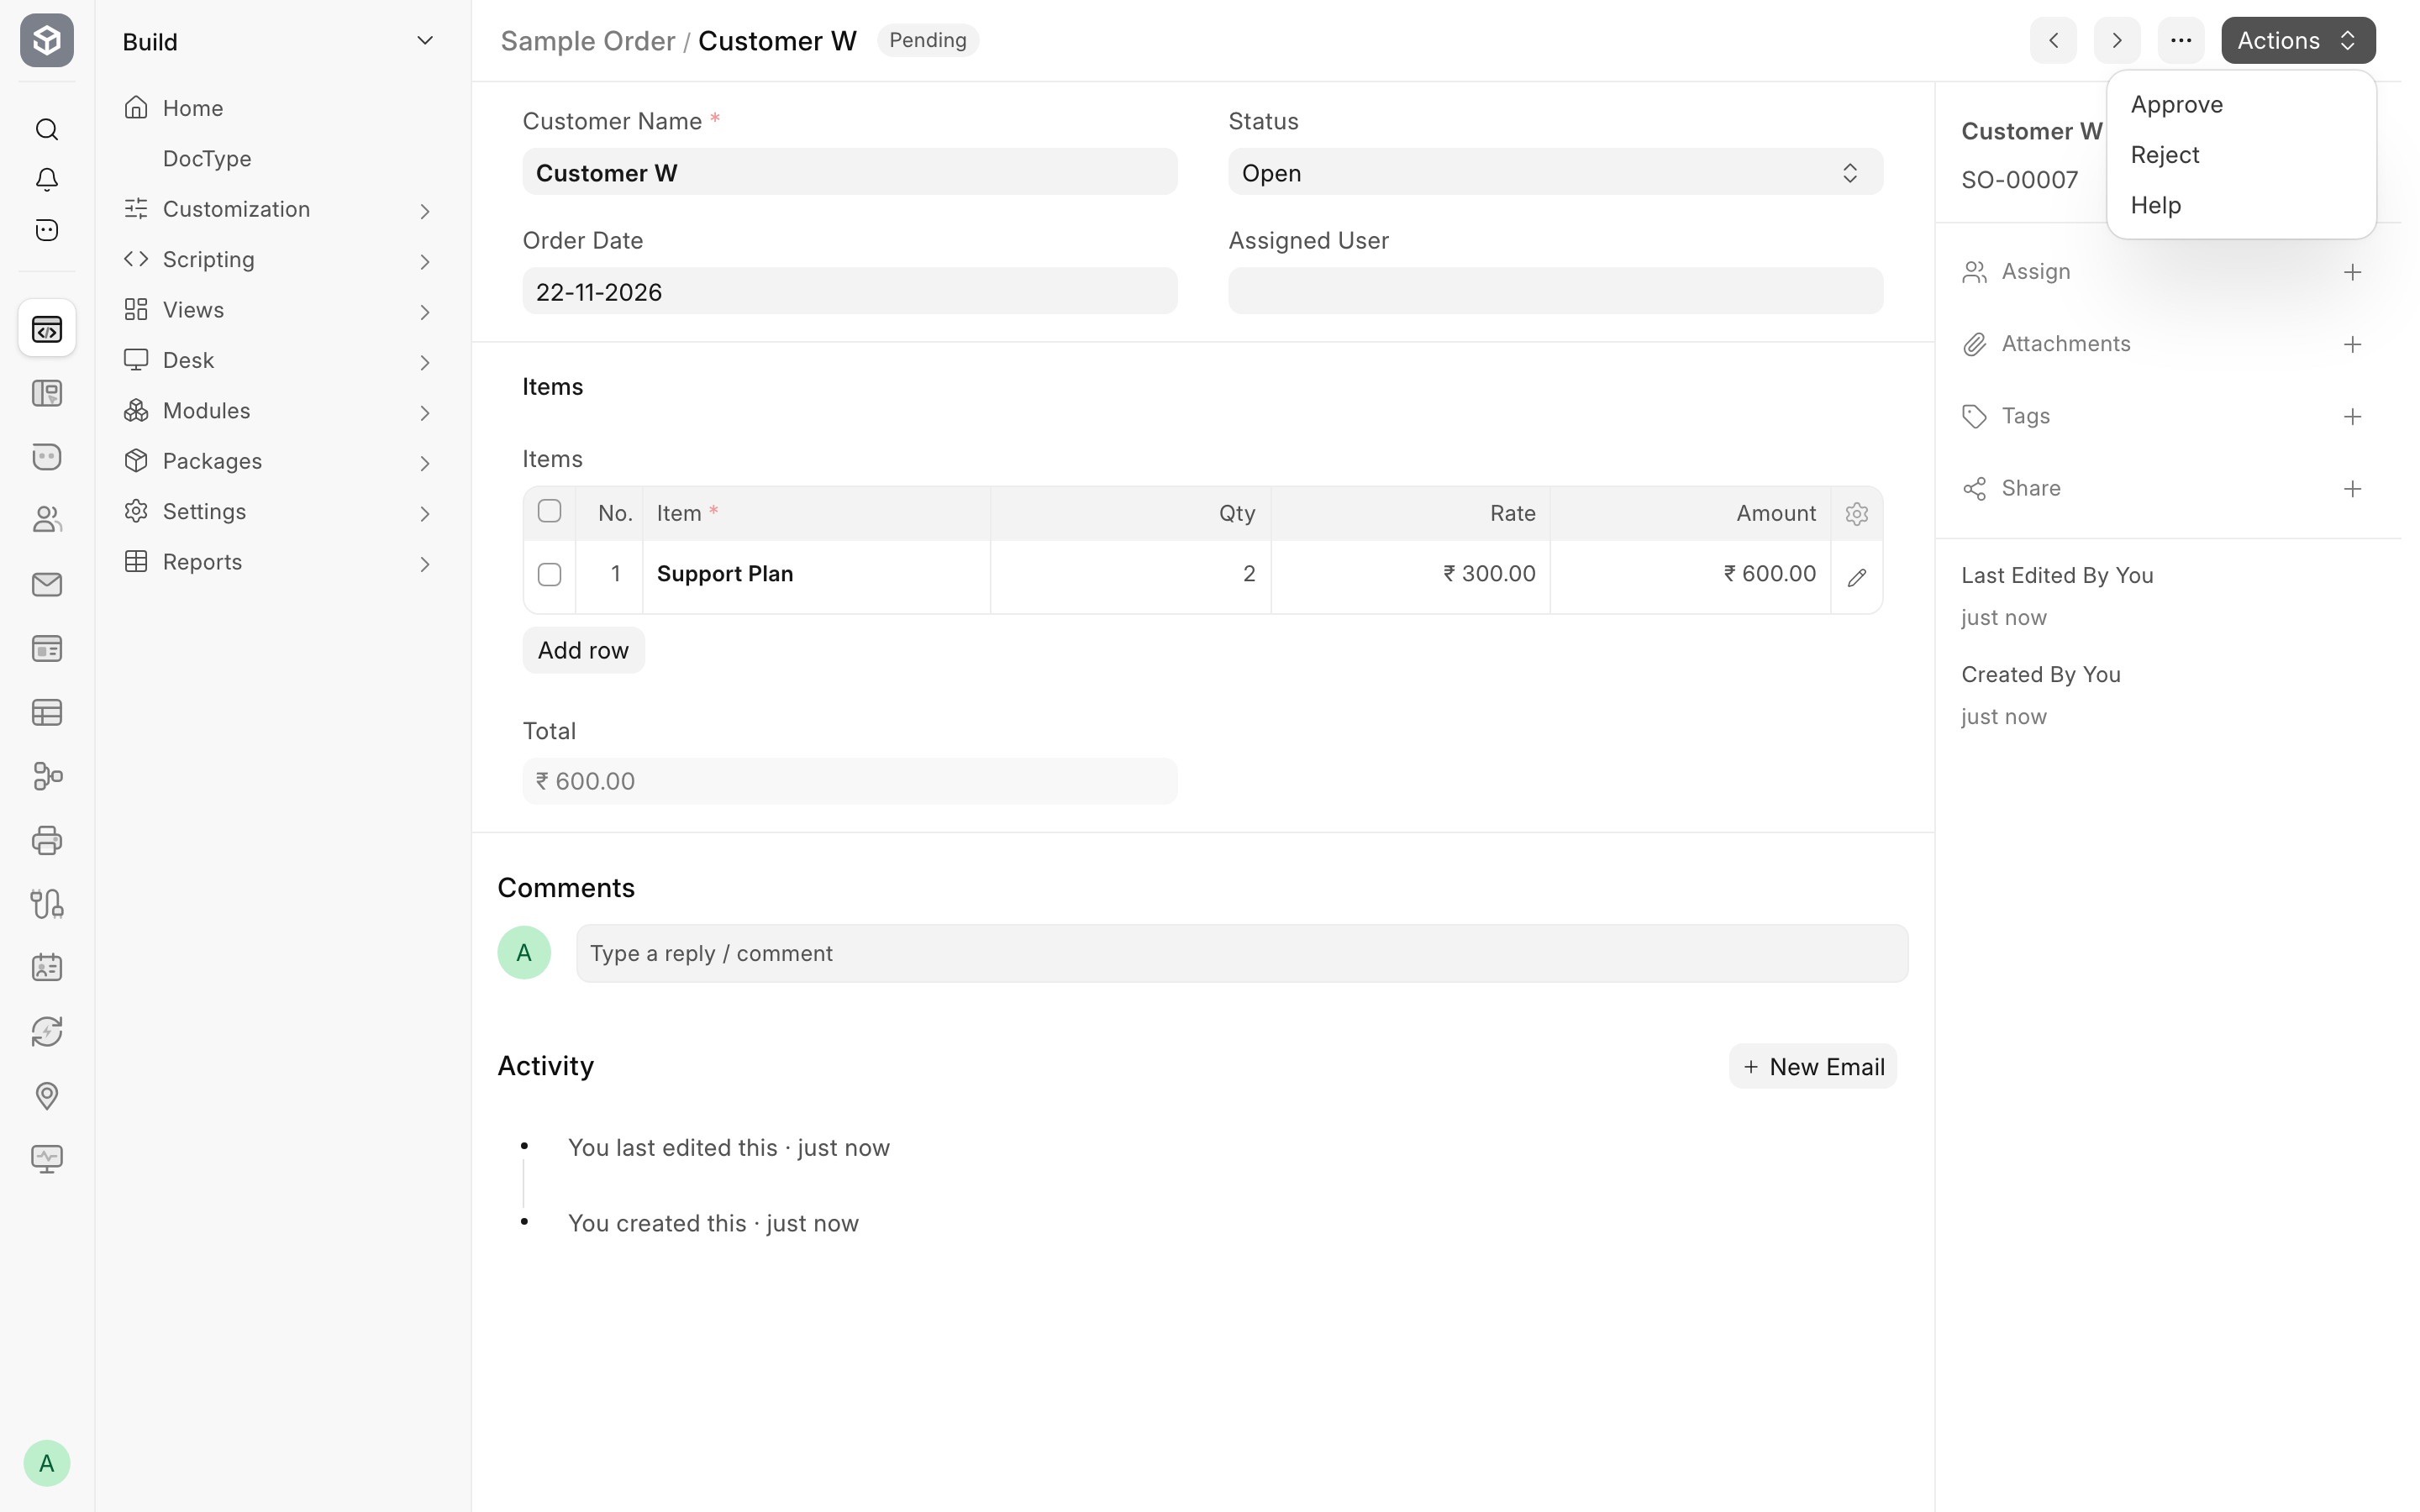 Build
Home
DocType
Customization
Scripting
Views
Desk
Modules
Packages
Settings
Reports
A
Sample Order / Customer W Pending
Actions
Approve
Reject
Help
Customer Name *
Customer W
Status
Open
Order Date
22-11-2026
Assigned User
Items
Items
No. Item * Qty Rate Amount
1 Support Plan 2 ₹ 300.00 ₹ 600.00
Add row
Total
₹ 600.00
Comments
A
Type a reply / comment
Activity
New Email
You last edited this · just now
You created this · just now
Customer W
SO-00007
Assign
Attachments
Tags
Share
Last Edited By You
just now
Created By You
just now